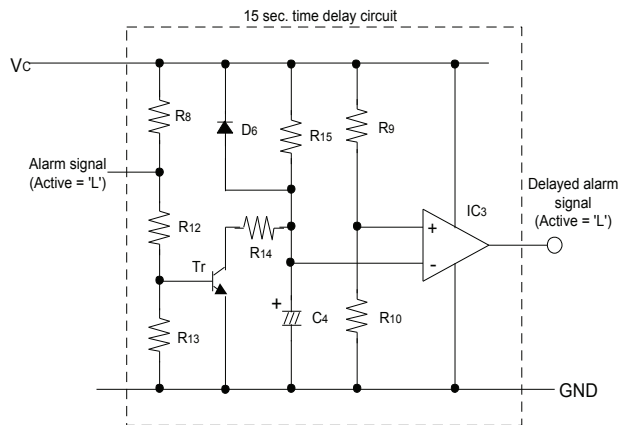 15 sec. time delay circuit
Vc
R8
D6
R15
R9
Alarm signal
(Active = 'L')
Delayed alarm
signal
(Active = 'L')
IC3
R12
R14
+
-
Tr
+
C4
R13
R10
GND